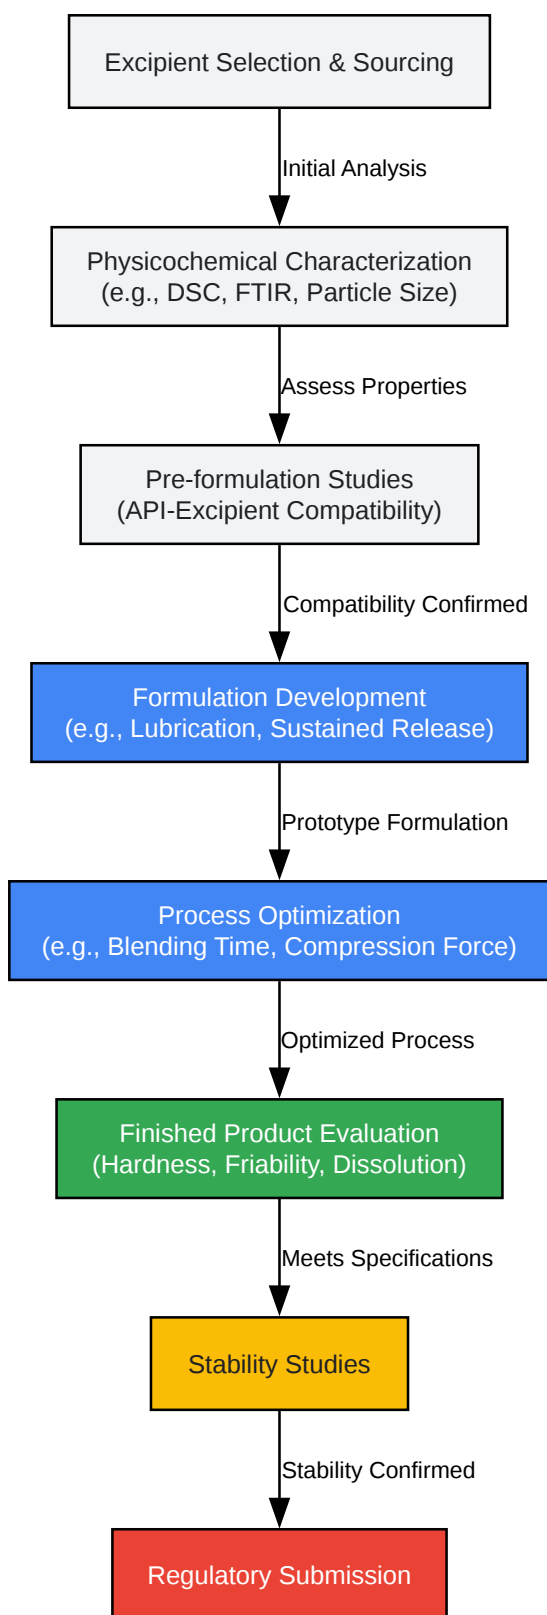 Excipient Selection & Sourcing
Initial Analysis
Physicochemical Characterization
(e.g., DSC, FTIR, Particle Size)
Assess Properties
Pre-formulation Studies
(API-Excipient Compatibility)
Compatibility Confirmed
Formulation Development
(e.g., Lubrication, Sustained Release)
Prototype Formulation
Process Optimization
(e.g., Blending Time, Compression Force)
Optimized Process
Finished Product Evaluation
(Hardness, Friability, Dissolution)
Meets Specifications
Stability Studies
Stability Confirmed
Regulatory Submission